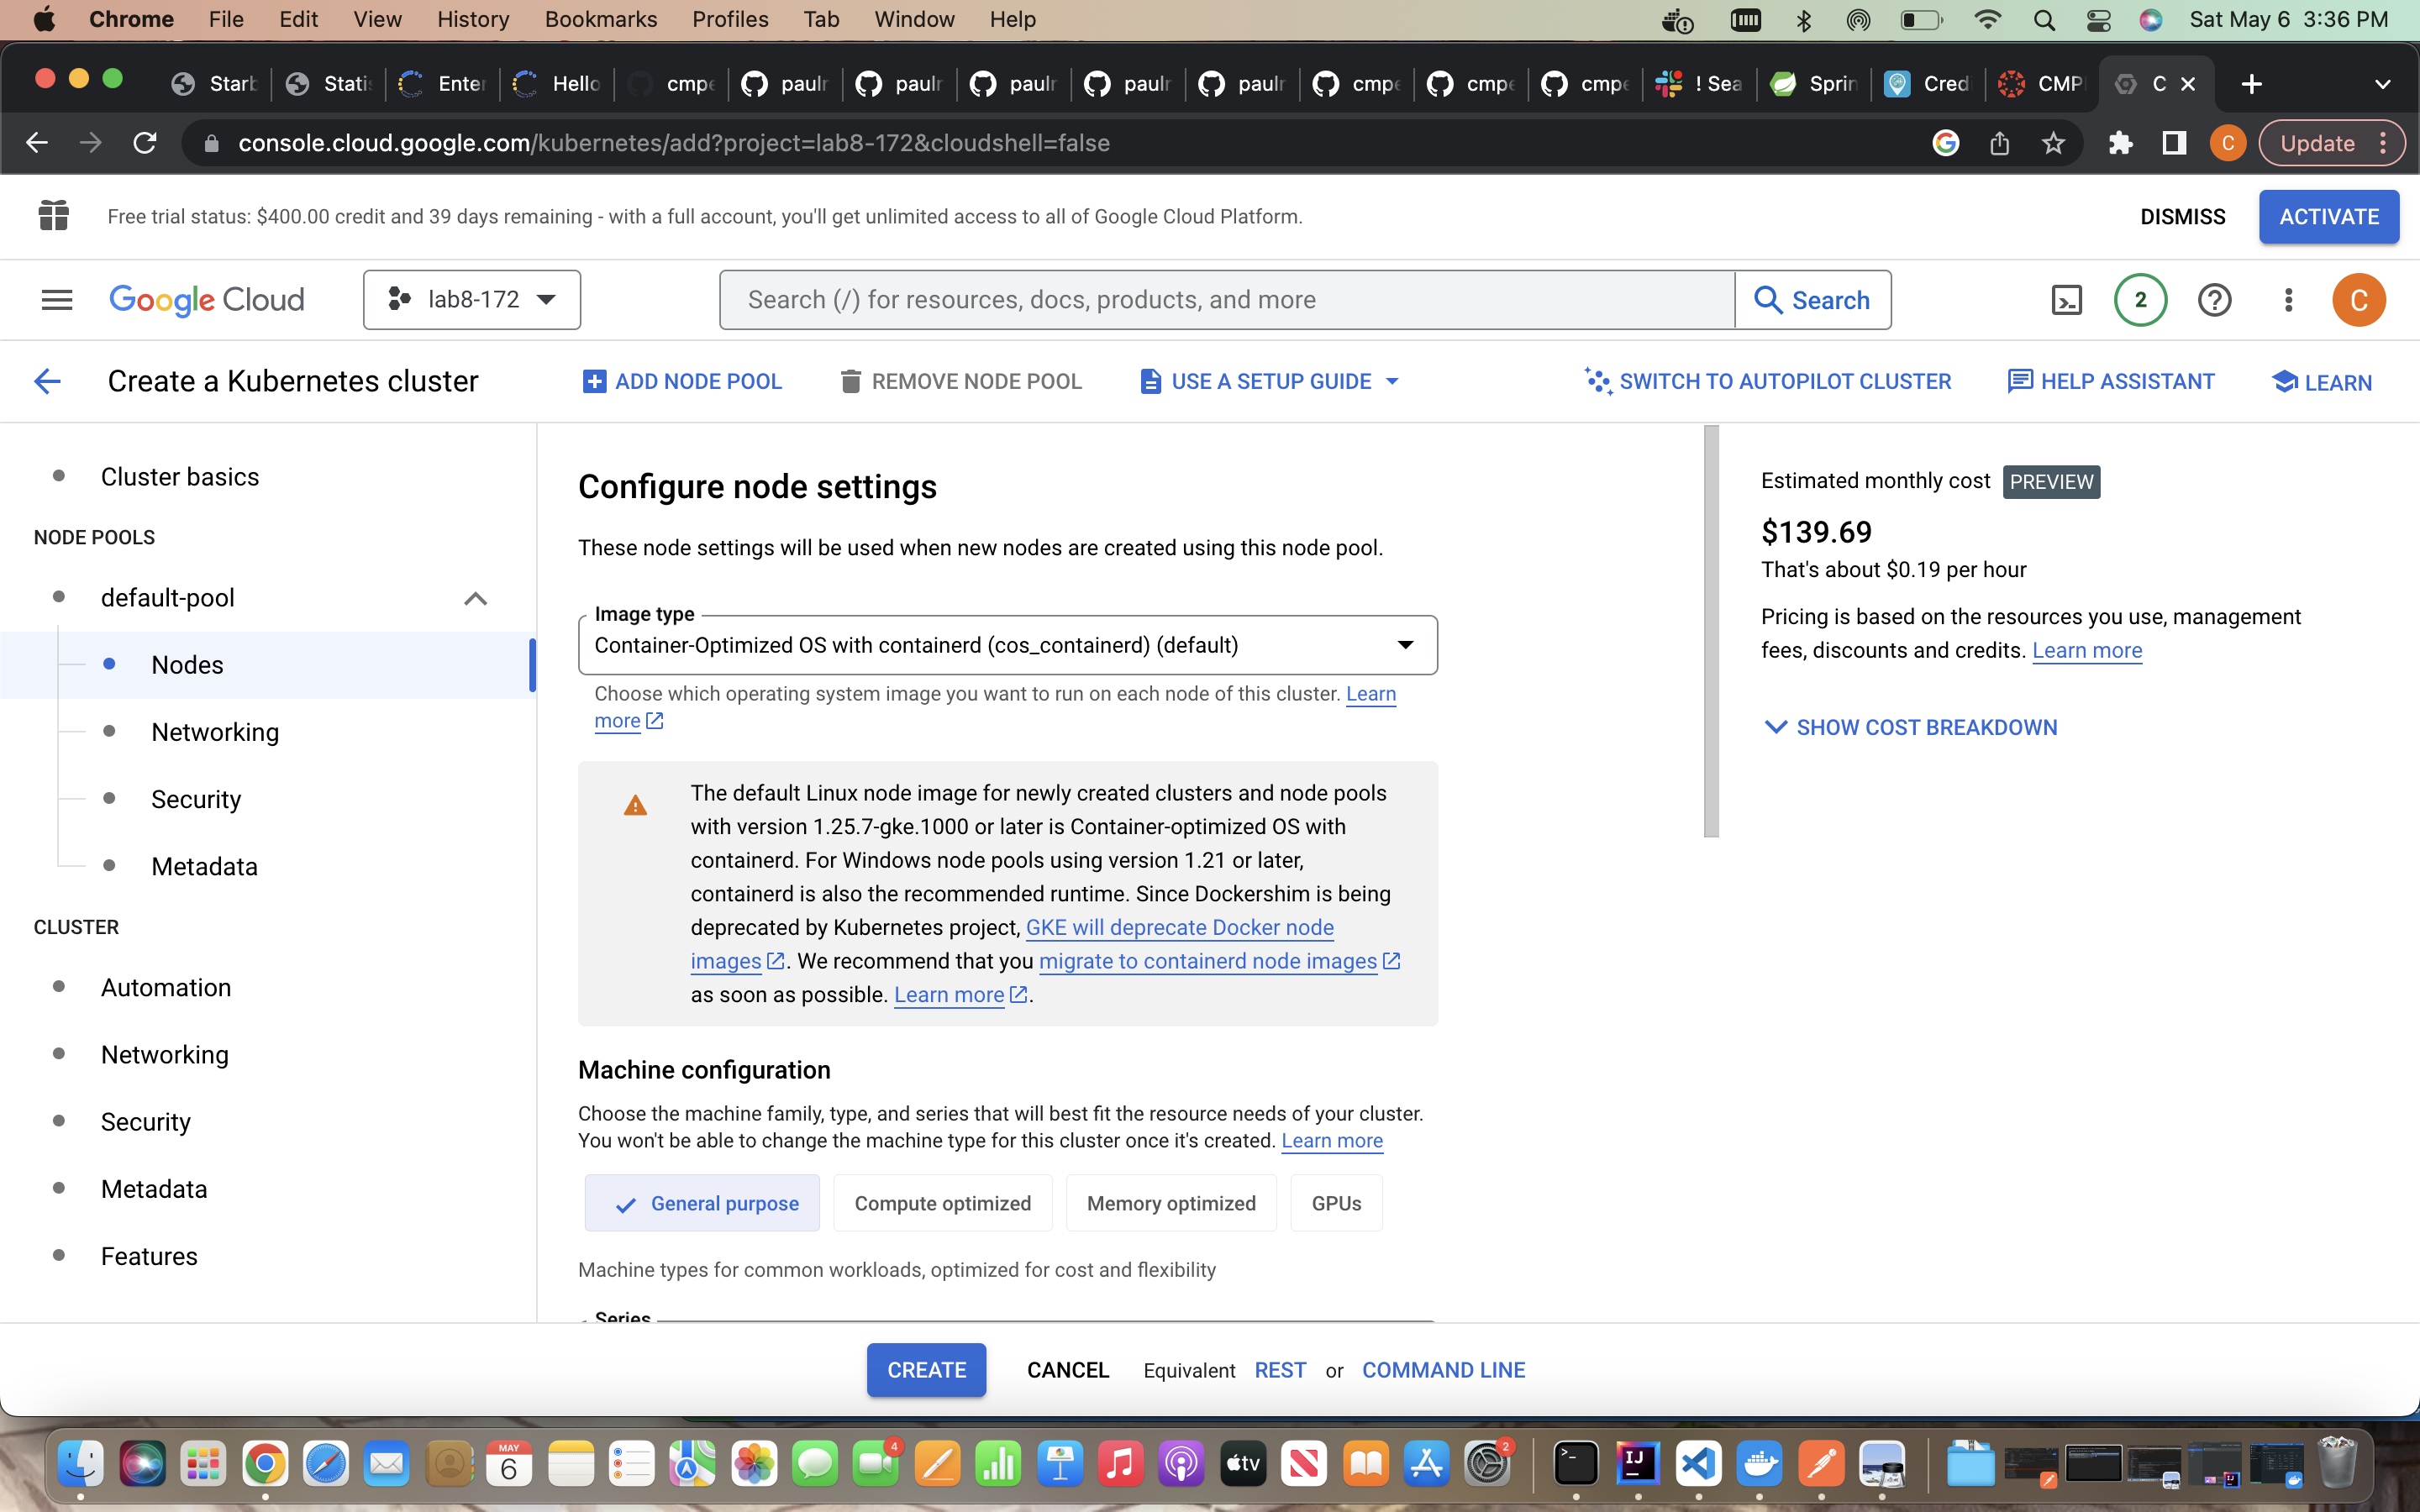 Chrome File Edit View History Bookmarks Profiles Tab Window Help Sat May 6 3:36 PM
Starb Statis Enter Hello cmpe paulr paulr paulr paulr paulr cmpe cmpe cmpe ! Sea Sprin Cred CMP C
console.cloud.google.com/kubernetes/add?project=lab8-172&cloudshell=false C Update
Free trial status: $400.00 credit and 39 days remaining - with a full account, you'll get unlimited access to all of Google Cloud Platform. DISMISS ACTIVATE
Google Cloud lab8-172 Search (/) for resources, docs, products, and more Search 2 C
Create a Kubernetes cluster ADD NODE POOL REMOVE NODE POOL USE A SETUP GUIDE SWITCH TO AUTOPILOT CLUSTER HELP ASSISTANT LEARN
Cluster basics
NODE POOLS
default-pool
Nodes
Networking
Security
Metadata
CLUSTER
Automation
Networking
Security
Metadata
Features
Configure node settings
These node settings will be used when new nodes are created using this node pool.
Image type
Container-Optimized OS with containerd (cos_containerd) (default)
Choose which operating system image you want to run on each node of this cluster. Learn
more
The default Linux node image for newly created clusters and node pools
with version 1.25.7-gke.1000 or later is Container-optimized OS with
containerd. For Windows node pools using version 1.21 or later,
containerd is also the recommended runtime. Since Dockershim is being
deprecated by Kubernetes project, GKE will deprecate Docker node
images. We recommend that you migrate to containerd node images
as soon as possible. Learn more.
Machine configuration
Choose the machine family, type, and series that will best fit the resource needs of your cluster.
You won't be able to change the machine type for this cluster once it's created. Learn more
General purpose Compute optimized Memory optimized GPUs
Machine types for common workloads, optimized for cost and flexibility
Series
Estimated monthly cost PREVIEW
$139.69
That's about $0.19 per hour
Pricing is based on the resources you use, management
fees, discounts and credits. Learn more
SHOW COST BREAKDOWN
CREATE CANCEL Equivalent REST or COMMAND LINE
MAY
6
4
tv
2
IJ